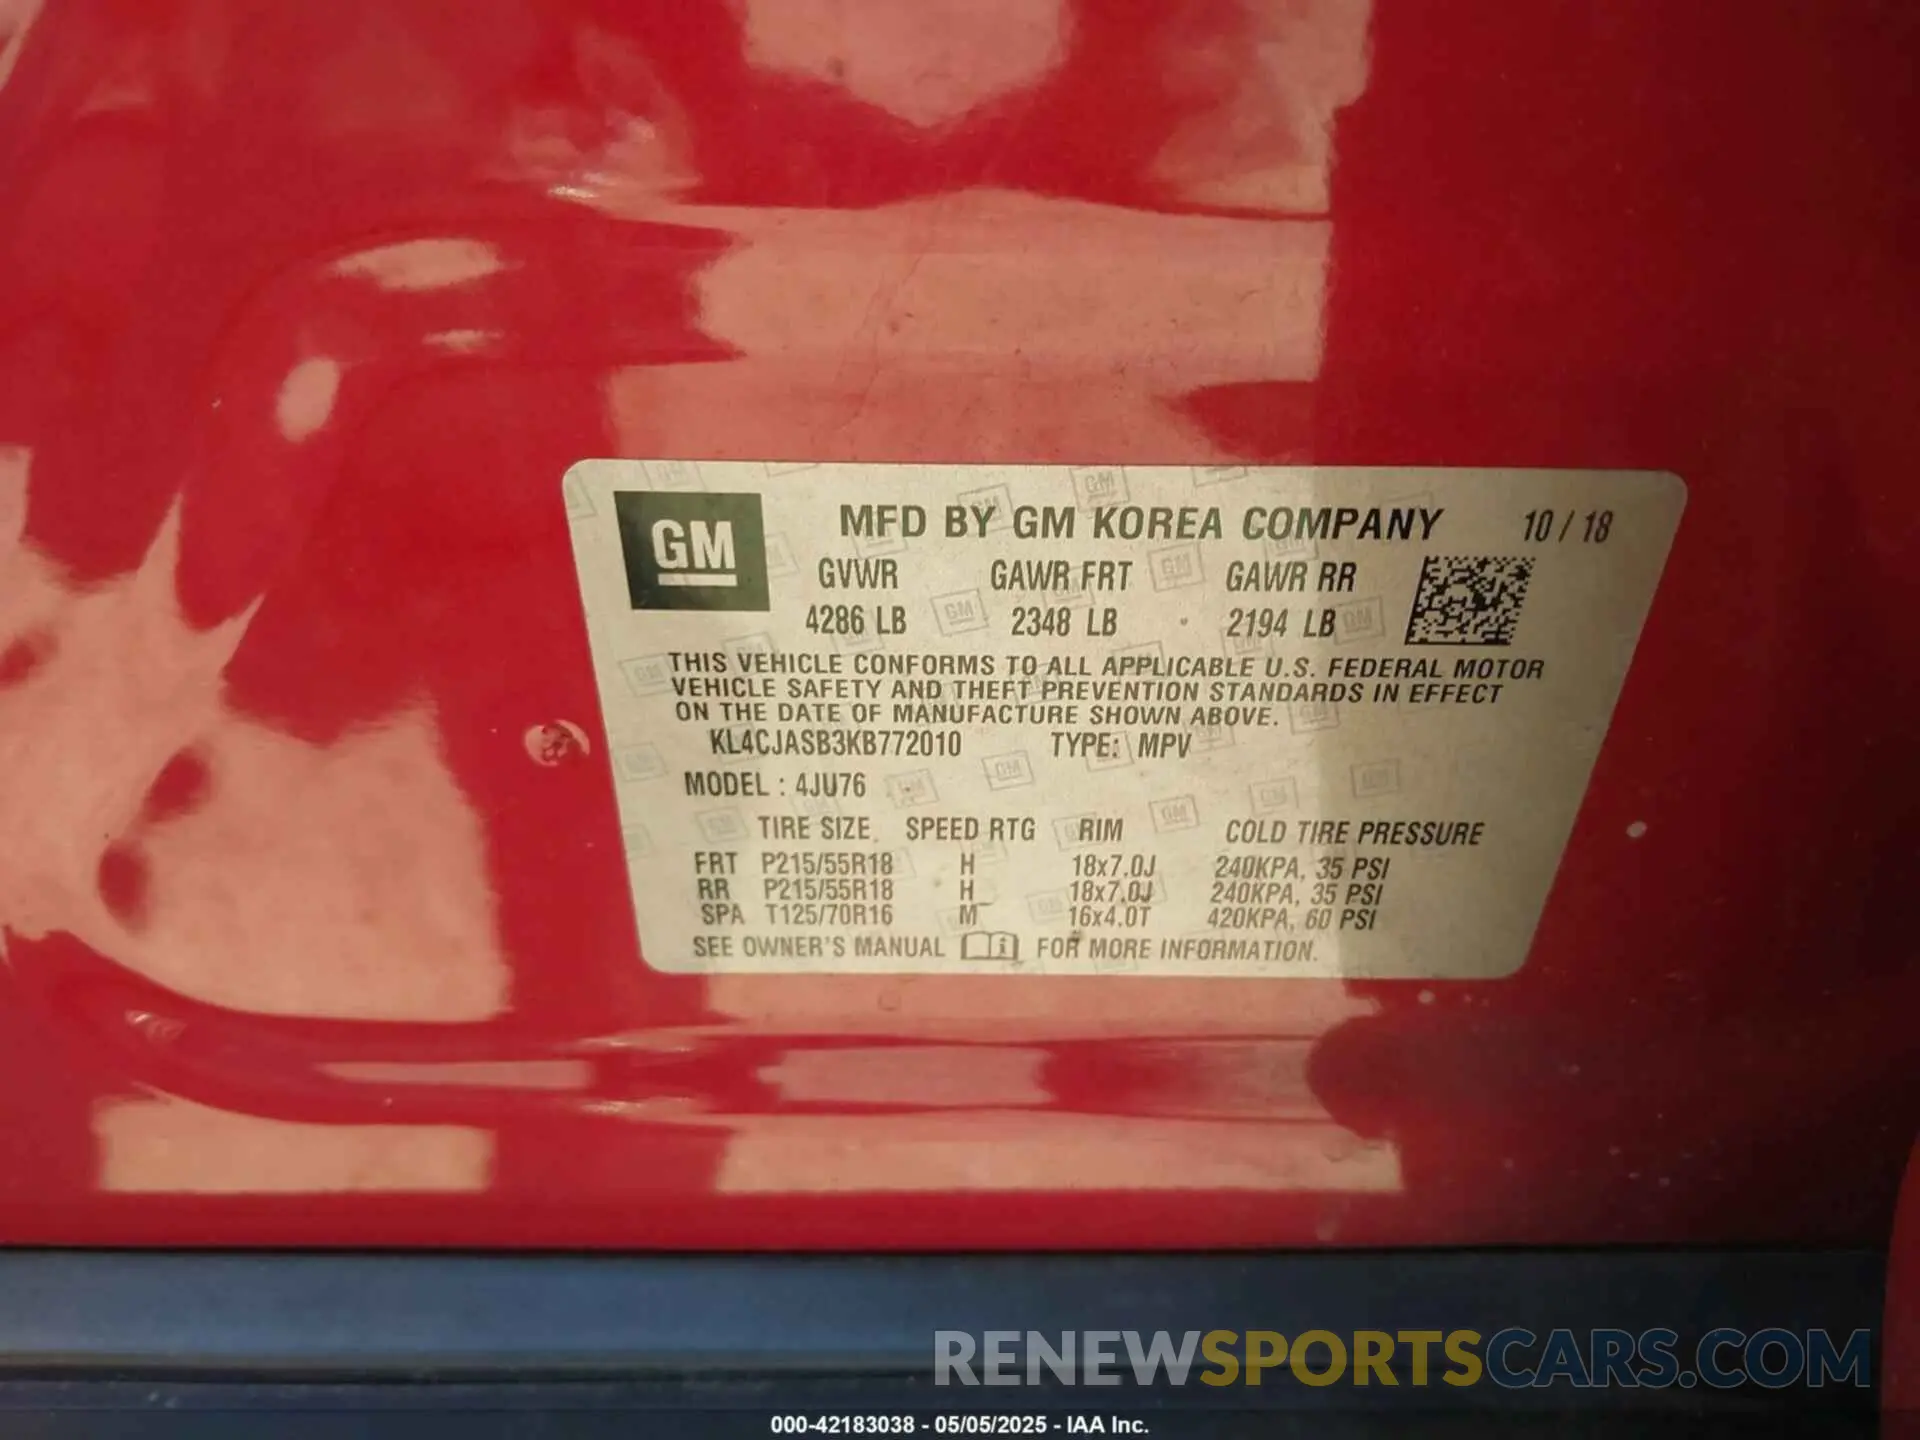 GM
MFD BY GM KOREA COMPANY 10 / 18
GVWR GAWR FRT GAWR RR
4286 LB 2348 LB 2194 LB
THIS VEHICLE CONFORMS TO ALL APPLICABLE U.S. FEDERAL MOTOR
VEHICLE SAFETY AND THEFT PREVENTION STANDARDS IN EFFECT
ON THE DATE OF MANUFACTURE SHOWN ABOVE.
KL4CJASB3KB772010 TYPE: MPV
MODEL : 4JU76
TIRE SIZE SPEED RTG RIM COLD TIRE PRESSURE
FRT P215/55R18 H 18x7.0J 240KPA, 35 PSI
RR P215/55R18 H 18x7.0J 240KPA, 35 PSI
SPA T125/70R16 M 16x4.0T 420KPA, 60 PSI
SEE OWNER'S MANUAL i FOR MORE INFORMATION.
RENEWSPORTSCARS.COM
000-42183038 - 05/05/2025 - IAA Inc.